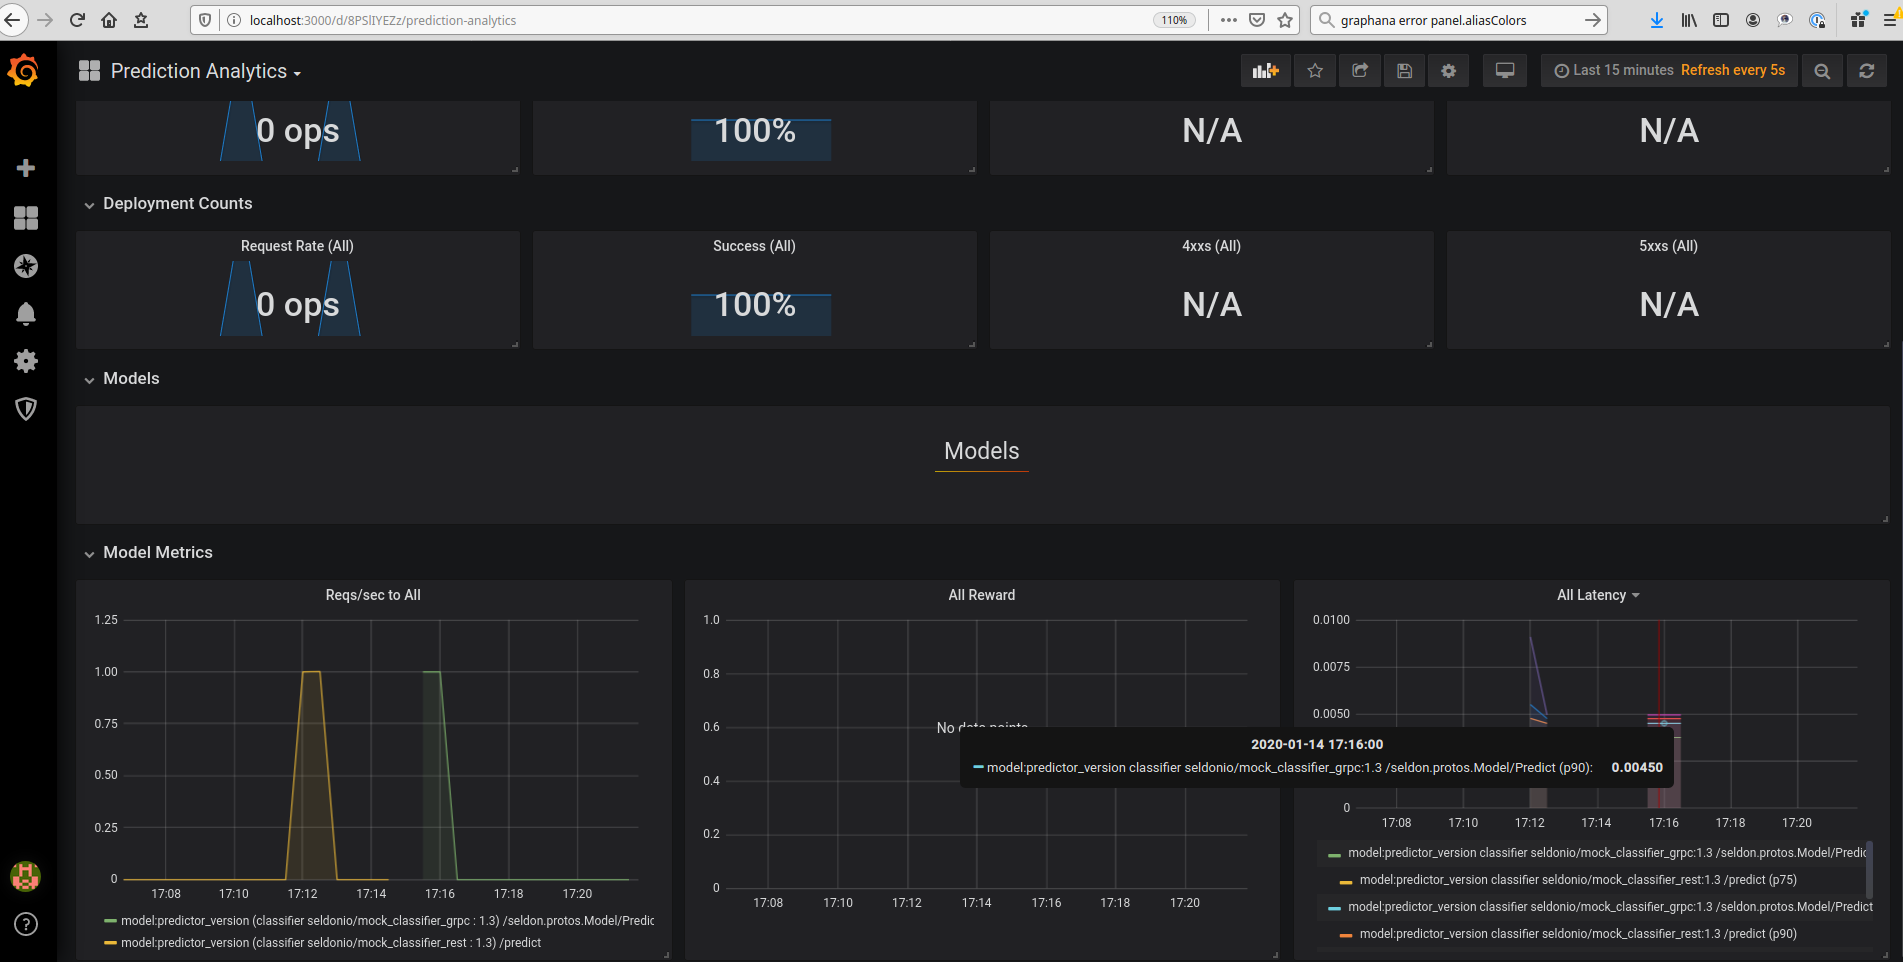 localhost:3000/d/8PSlIYEZz/prediction-analytics
110%
graphana error panel.aliasColors
Prediction Analytics
Last 15 minutes Refresh every 5s
0 ops
100%
N/A
N/A
Deployment Counts
Request Rate (All)
Success (All)
4xxs (All)
5xxs (All)
0 ops
100%
N/A
N/A
Models
Models
Model Metrics
Reqs/sec to All
1.25
1.00
0.75
0.50
0.25
0
17:08 17:10 17:12 17:14 17:16 17:18 17:20
model:predictor_version (classifier seldonio/mock_classifier_grpc : 1.3) /seldon.protos.Model/Predic
model:predictor_version (classifier seldonio/mock_classifier_rest : 1.3) /predict
All Reward
1.0
0.8
0.6
0.4
0.2
0
No data points
17:08 17:10 17:12 17:14 17:16 17:18 17:20
All Latency
0.0100
0.0075
0.0050
0
2020-01-14 17:16:00
model:predictor_version classifier seldonio/mock_classifier_grpc:1.3 /seldon.protos.Model/Predict (p90): 0.00450
17:08 17:10 17:12 17:14 17:16 17:18 17:20
model:predictor_version classifier seldonio/mock_classifier_grpc:1.3 /seldon.protos.Model/Predic
model:predictor_version classifier seldonio/mock_classifier_rest:1.3 /predict (p75)
model:predictor_version classifier seldonio/mock_classifier_grpc:1.3 /seldon.protos.Model/Predict
model:predictor_version classifier seldonio/mock_classifier_rest:1.3 /predict (p90)